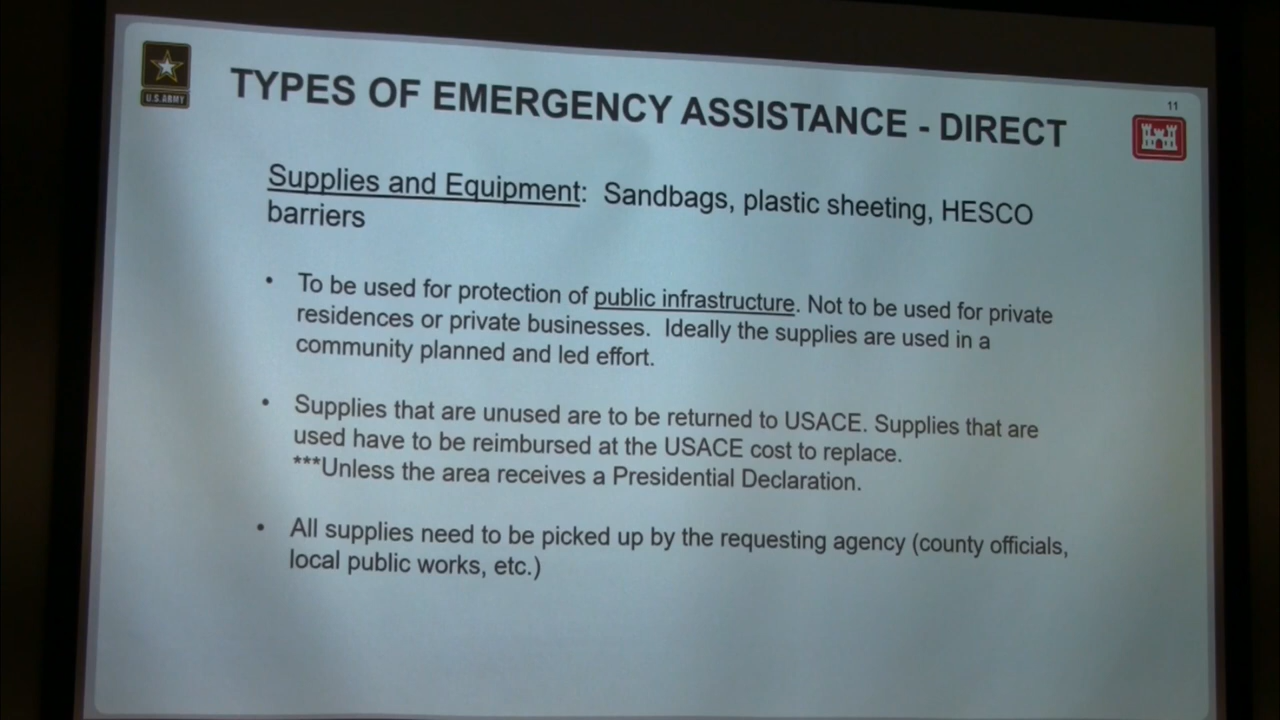 U.S. ARMY
11
TYPES OF EMERGENCY ASSISTANCE - DIRECT
Supplies and Equipment: Sandbags, plastic sheeting, HESCO
barriers
• To be used for protection of public infrastructure. Not to be used for private
residences or private businesses. Ideally the supplies are used in a
community planned and led effort.
• Supplies that are unused are to be returned to USACE. Supplies that are
used have to be reimbursed at the USACE cost to replace.
***Unless the area receives a Presidential Declaration.
• All supplies need to be picked up by the requesting agency (county officials,
local public works, etc.)